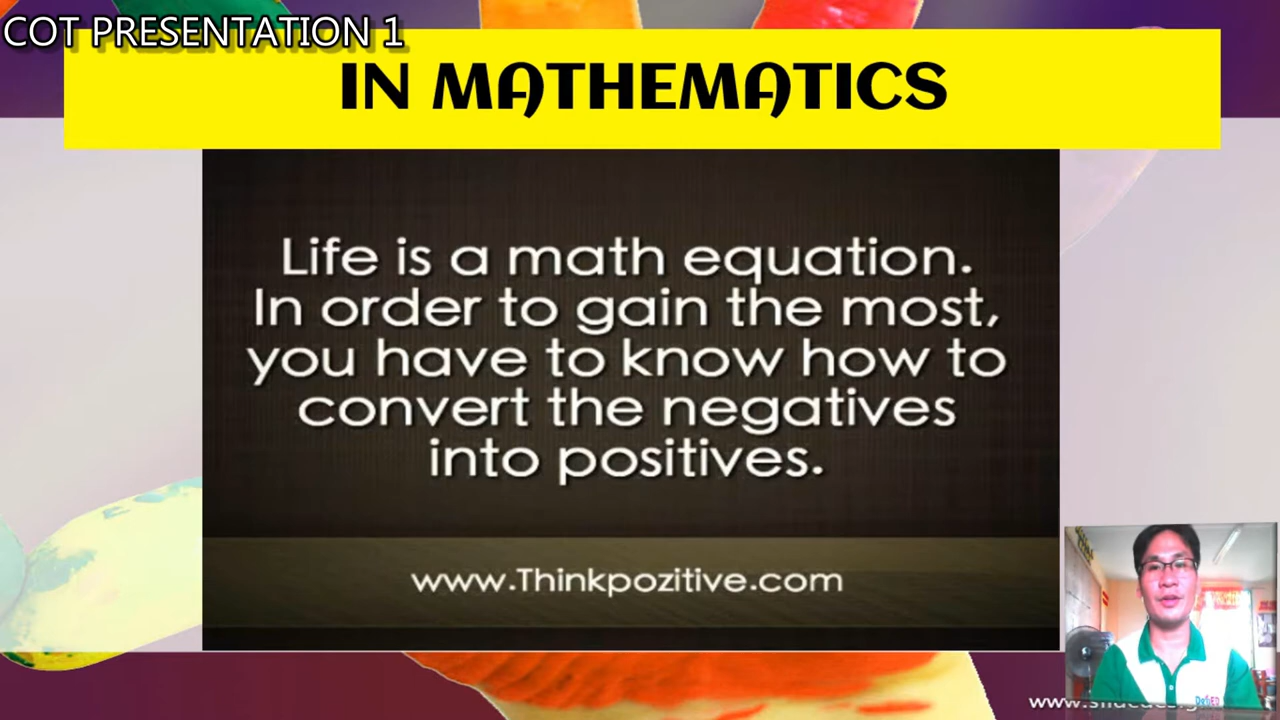 COT PRESENTATION 1
IN MATHEMATICS
Life is a math equation.
In order to gain the most,
you have to know how to
convert the negatives
into positives.
www.Thinkpozitive.com